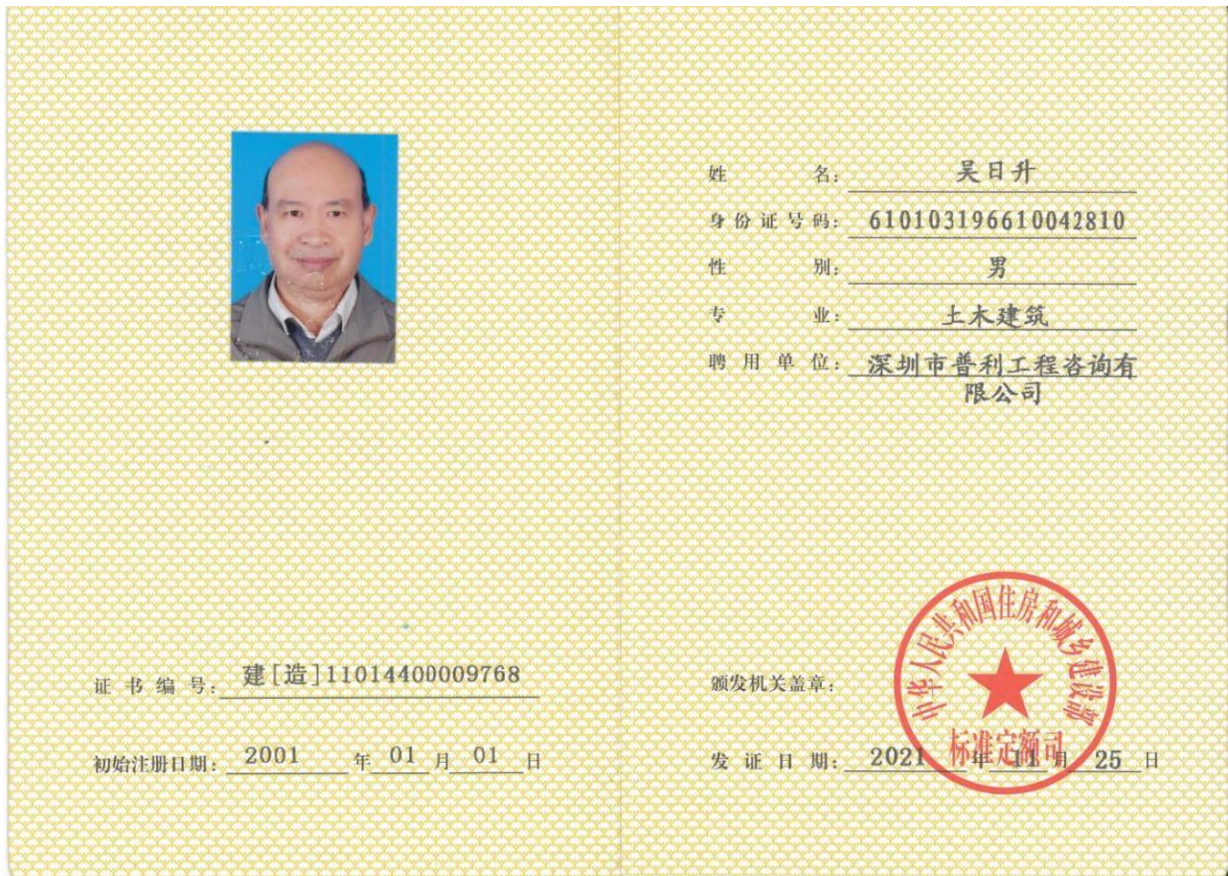 证书编号: 建[造]11014400009768
初始注册日期: 2001 年 01 月 01 日
姓名: 吴日升
身份证号码: 610103196610042810
性别: 男
专业: 土木建筑
聘用单位: 深圳市普利工程咨询有
限公司
颁发机关盖章:
中华人民共和国住房和城乡建设部
标准定额司
发证日期: 2021 年 11 月 25 日